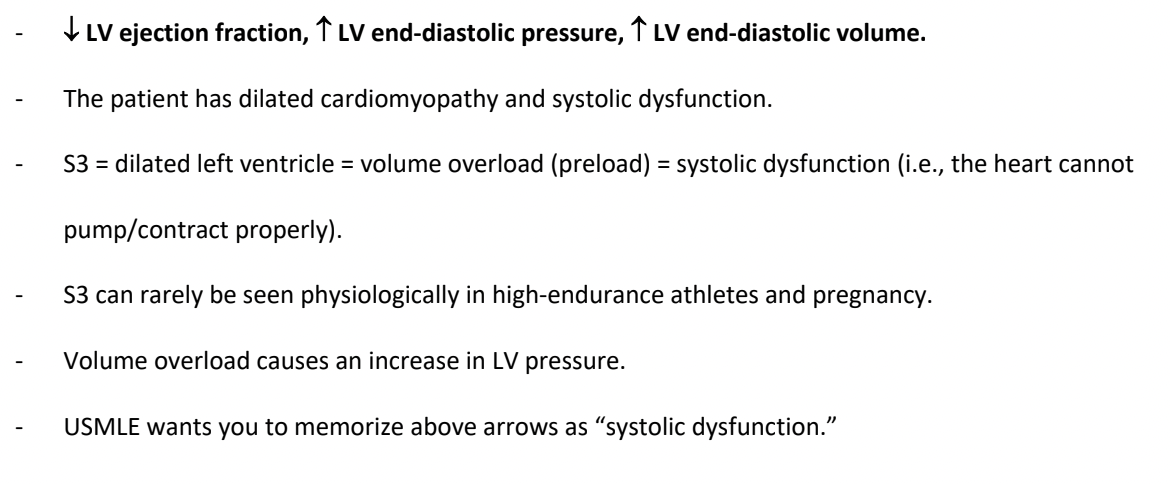 - ↓ LV ejection fraction, ↑ LV end-diastolic pressure, ↑ LV end-diastolic volume.
- The patient has dilated cardiomyopathy and systolic dysfunction.
- S3 = dilated left ventricle = volume overload (preload) = systolic dysfunction (i.e., the heart cannot
pump/contract properly).
- S3 can rarely be seen physiologically in high-endurance athletes and pregnancy.
- Volume overload causes an increase in LV pressure.
- USMLE wants you to memorize above arrows as “systolic dysfunction.”